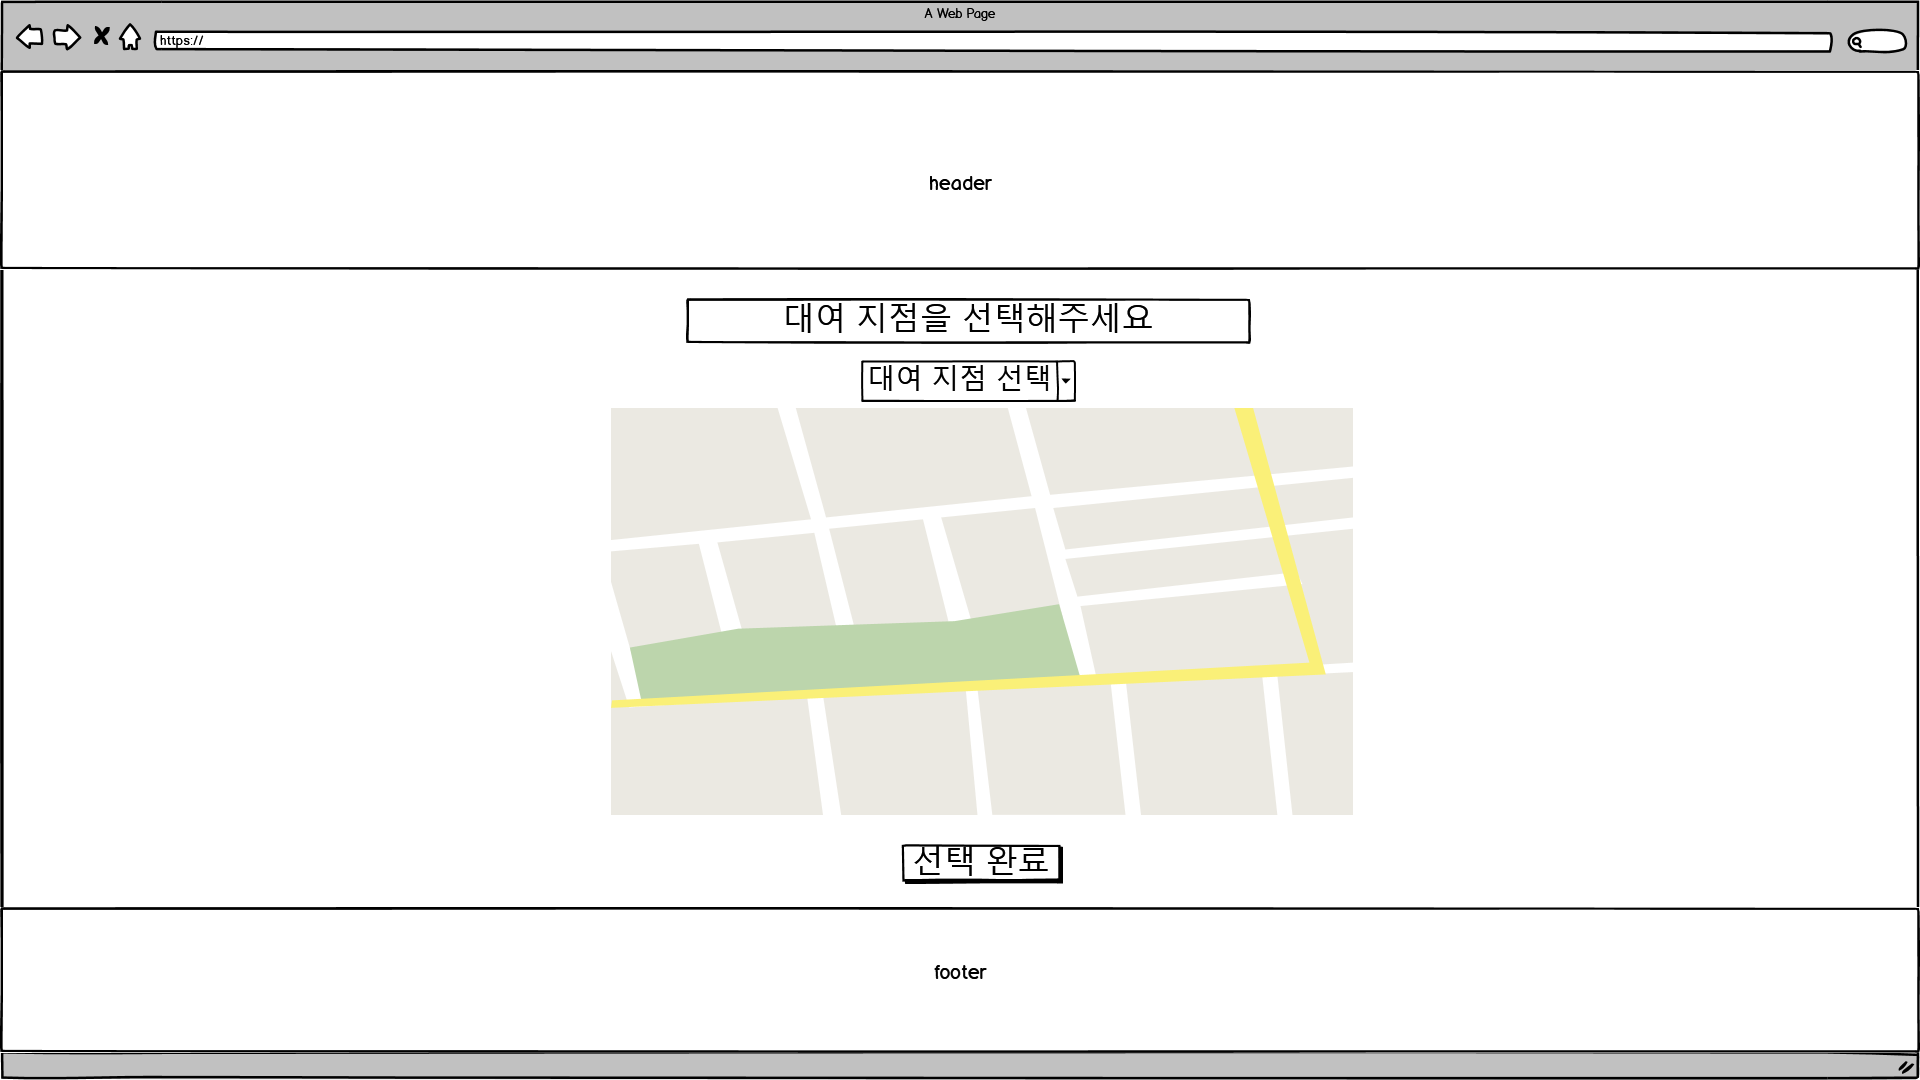 A Web Page
https://
header
대여 지점을 선택해주세요
대여 지점 선택
선택 완료
footer